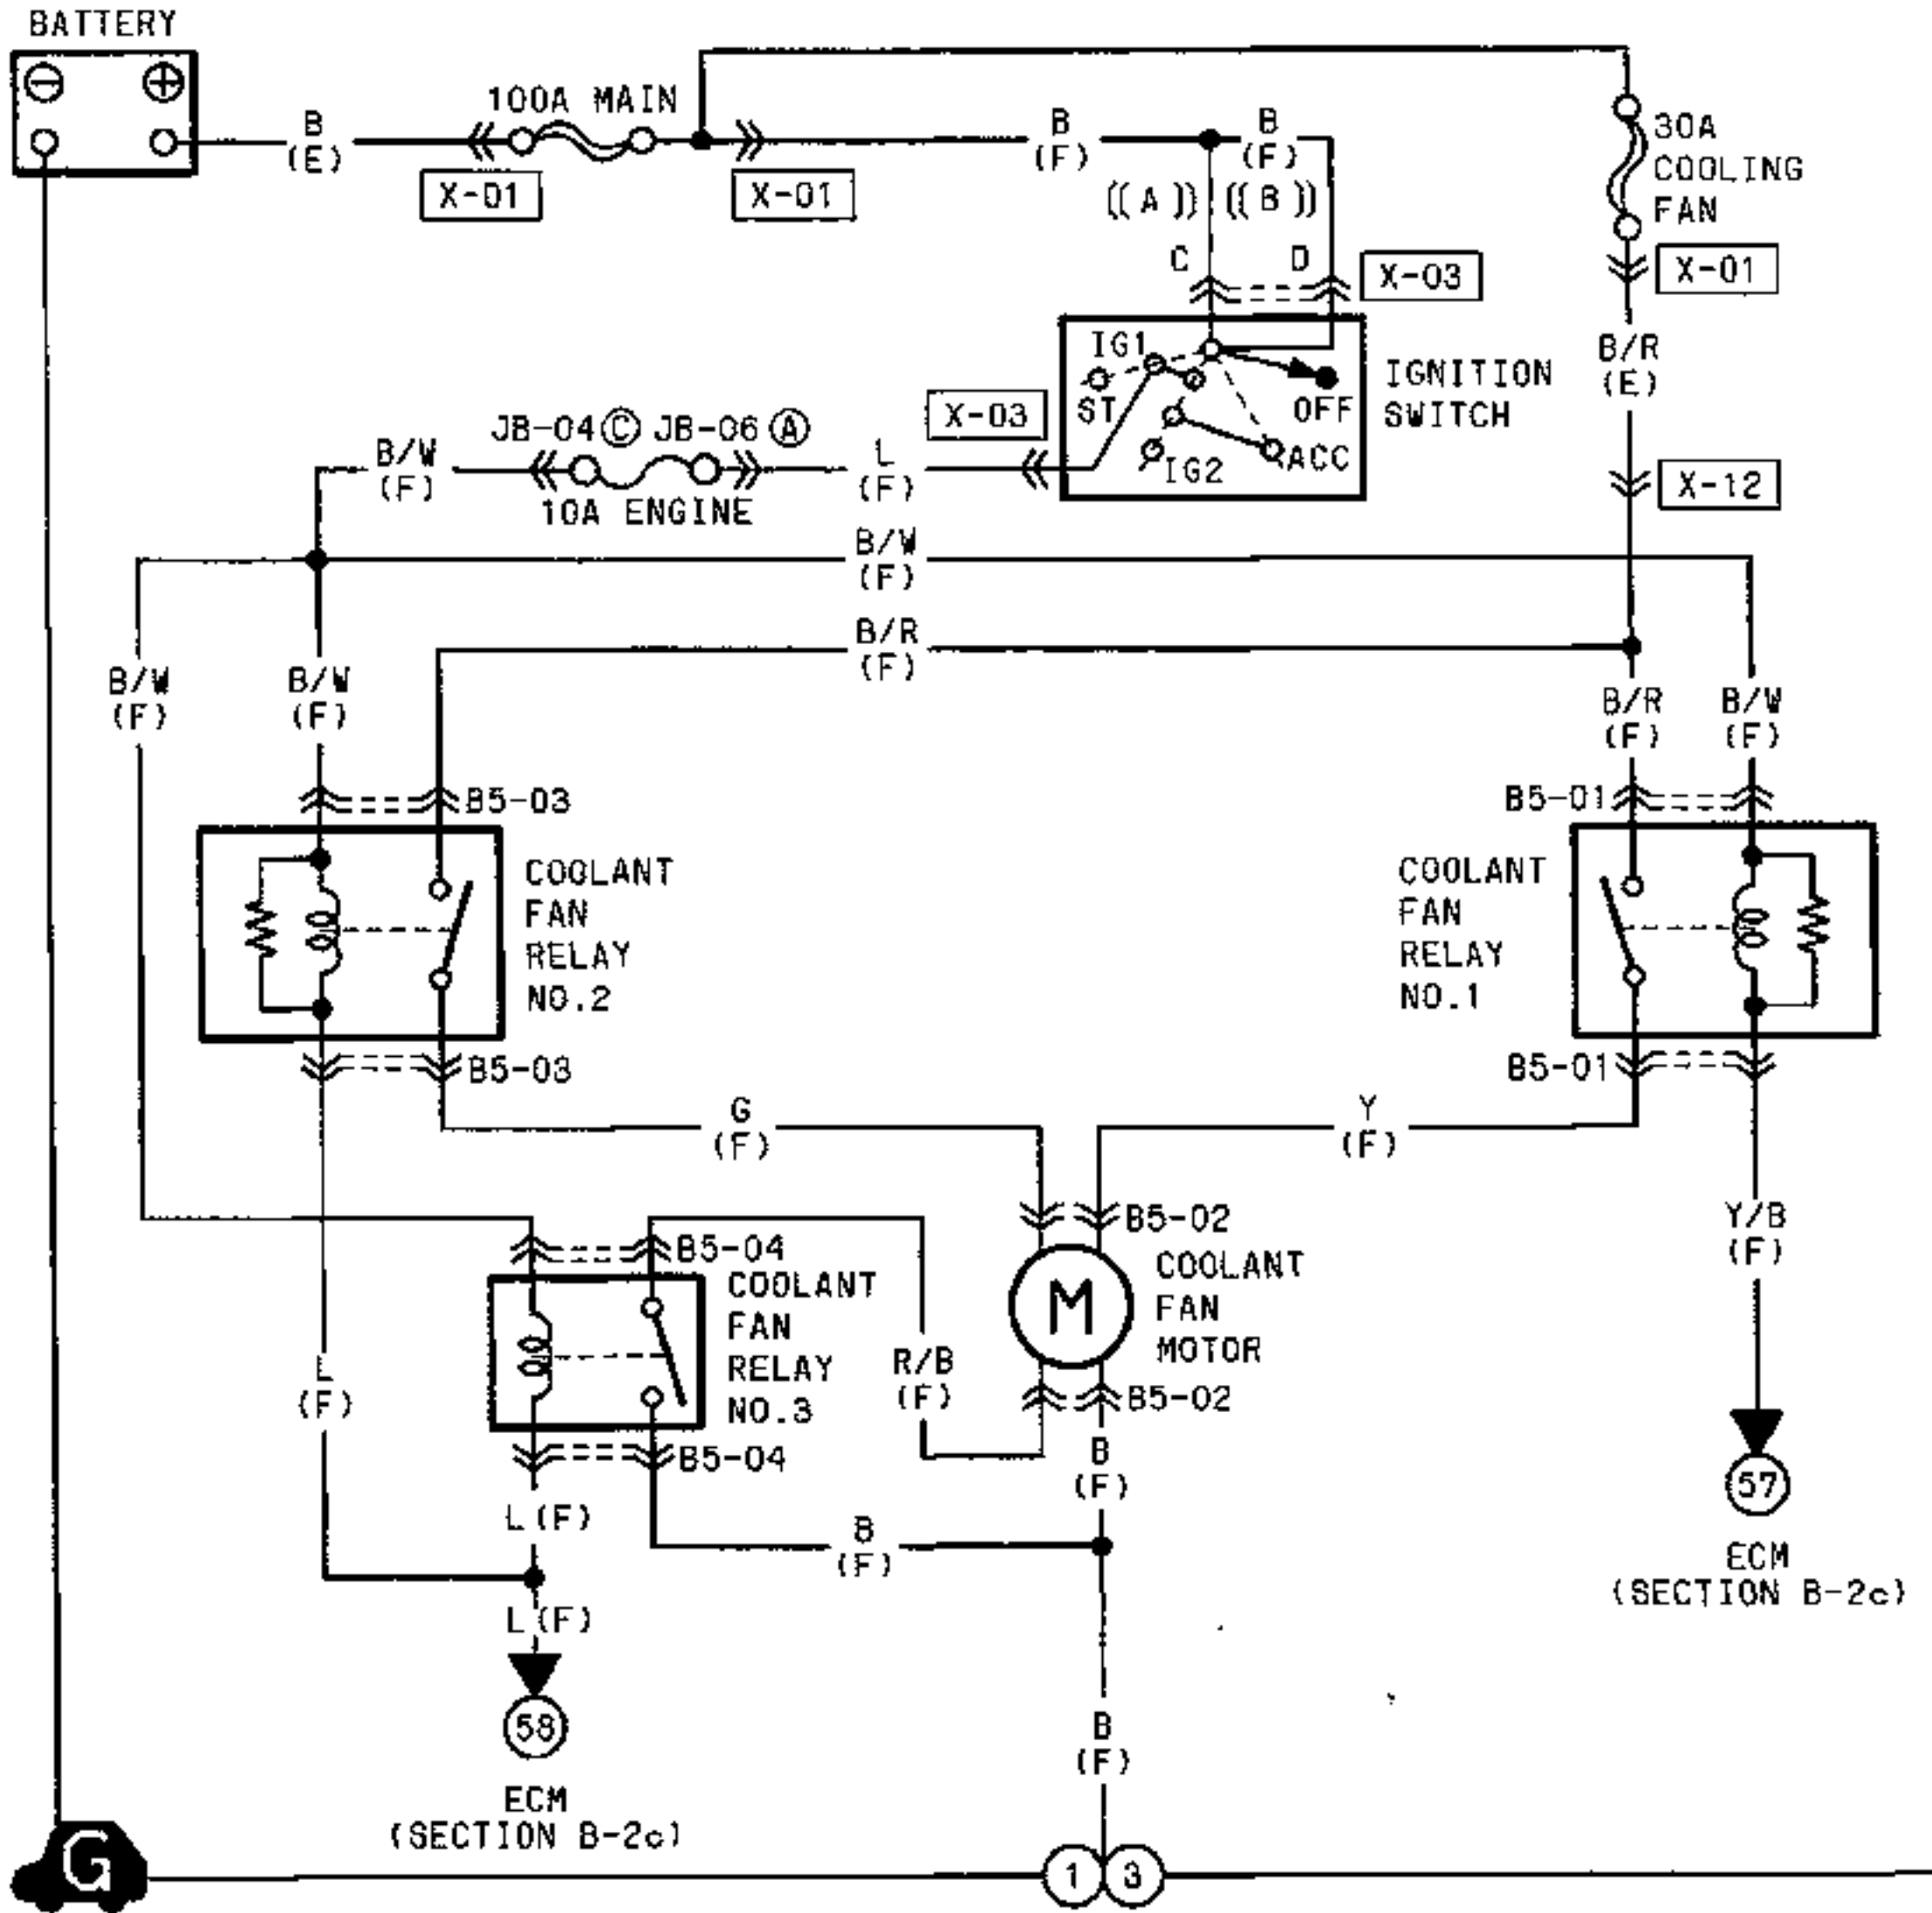 BATTERY
⊖ ⊕
B
(E)
100A MAIN
X-01
X-01
B
(F)
B
(F)
((A)) ((B))
C D
X-03
30A
COOLING
FAN
X-01
B/R
(E)
IG1
ST
OFF
IG2
ACC
IGNITION
SWITCH
X-03
JB-04 Ⓒ JB-06 Ⓐ
B/W
(F)
10A ENGINE
L
(F)
X-12
B/W
(F)
B/R
(F)
B/W
(F)
B/W
(F)
B/R
(F)
B/W
(F)
B5-03
B5-01
COOLANT
FAN
RELAY
NO.2
COOLANT
FAN
RELAY
NO.1
B5-03
B5-01
G
(F)
Y
(F)
B5-02
Y/B
(F)
B5-04
COOLANT
FAN
RELAY
NO.3
M
COOLANT
FAN
MOTOR
R/B
(F)
L
(F)
B5-02
B5-04
B
(F)
57
ECM
(SECTION B-2c)
L(F)
B
(F)
L(F)
58
ECM
(SECTION B-2c)
B
(F)
G
1 3